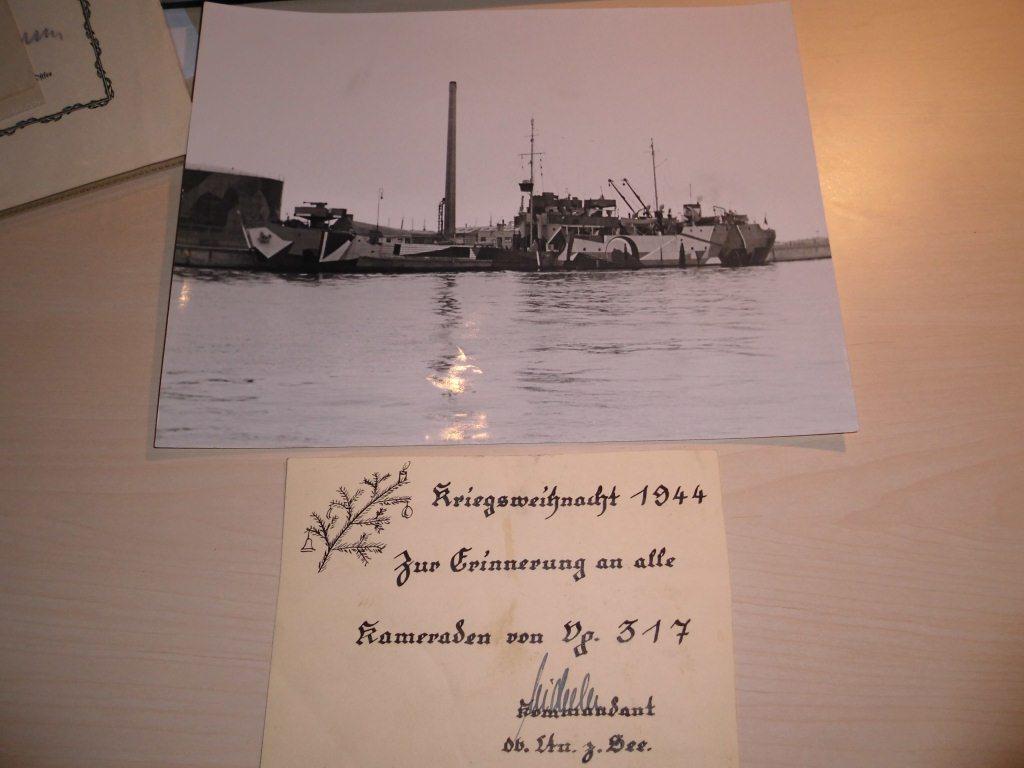 Kriegsweihnacht 1944
Zur Erinnerung an alle
Kameraden von Vp. 317
Kommandant
Ob. Ltn. z. See.